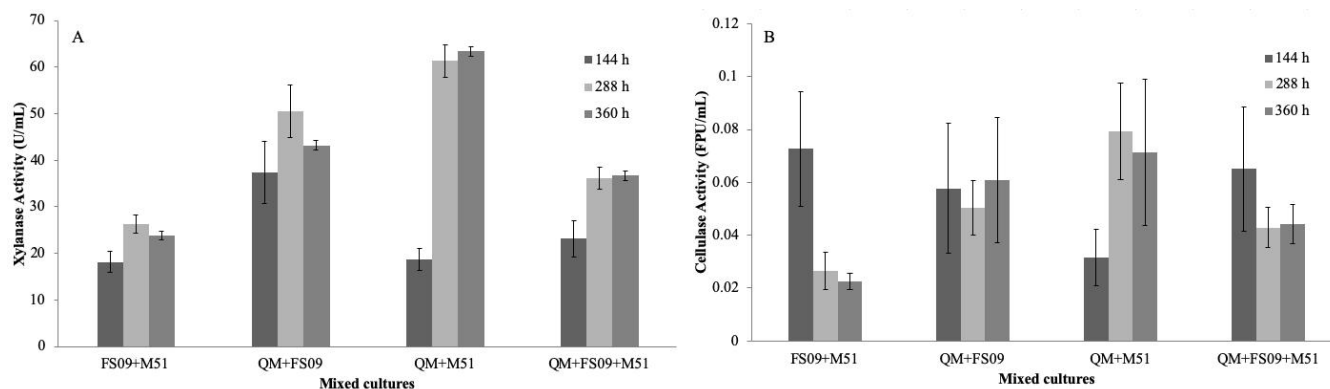 A
Xylanase Activity (U/mL)
70
60
50
40
30
20
10
0
144 h
288 h
360 h
FS09+M51 QM+FS09 QM+M51 QM+FS09+M51
Mixed cultures
B
Cellulase Activity (FPU/mL)
0.12
0.1
0.08
0.06
0.04
0.02
0
144 h
288 h
360 h
FS09+M51 QM+FS09 QM+M51 QM+FS09+M51
Mixed cultures